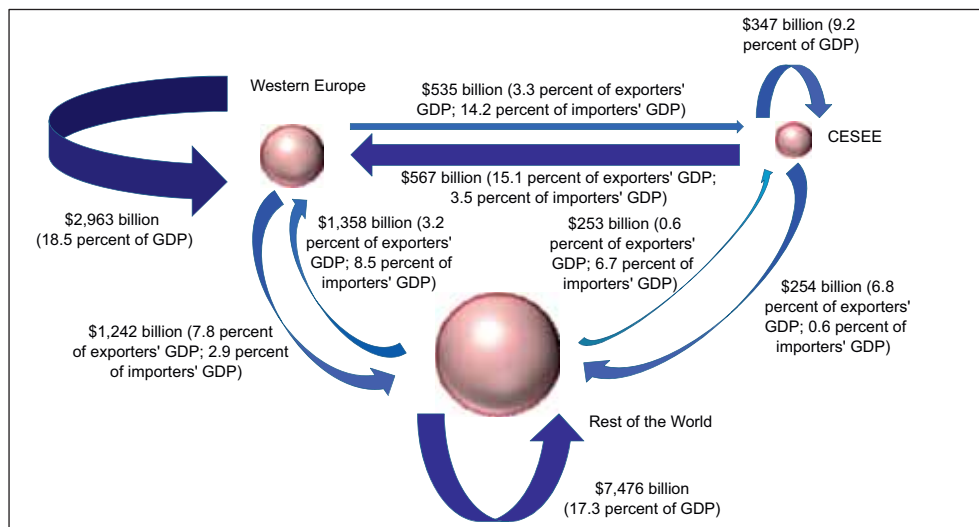 $347 billion (9.2
percent of GDP)
Western Europe
$535 billion (3.3 percent of exporters'
GDP; 14.2 percent of importers' GDP)
CESEE
$567 billion (15.1 percent of exporters' GDP;
3.5 percent of importers' GDP)
$2,963 billion
(18.5 percent of GDP)
$1,358 billion (3.2
percent of exporters'
GDP; 8.5 percent of
importers' GDP)
$253 billion (0.6
percent of exporters'
GDP; 6.7 percent of
importers' GDP)
$254 billion (6.8
percent of exporters'
GDP; 0.6 percent of
importers' GDP)
$1,242 billion (7.8 percent
of exporters' GDP; 2.9 percent
of importers' GDP)
Rest of the World
$7,476 billion
(17.3 percent of GDP)